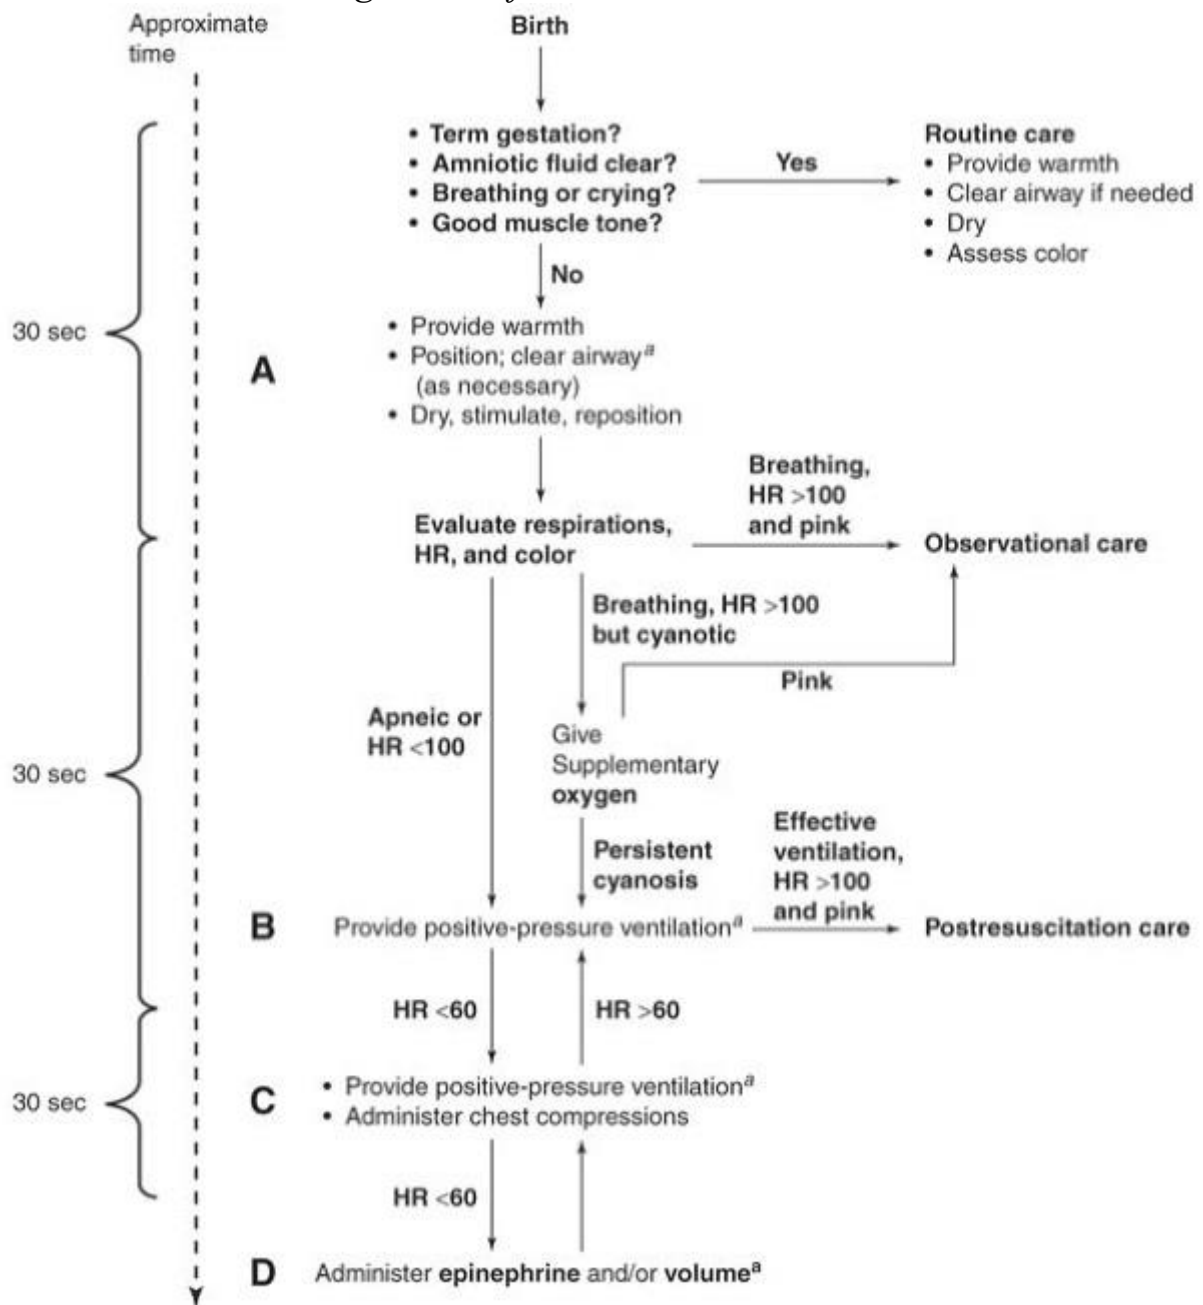 Approximate
time
Birth
• Term gestation?
• Amniotic fluid clear?
• Breathing or crying?
• Good muscle tone?
Yes
Routine care
• Provide warmth
• Clear airway if needed
• Dry
• Assess color
No
30 sec
A
• Provide warmth
• Position; clear airwayᵃ
(as necessary)
• Dry, stimulate, reposition
Breathing,
HR >100
and pink
Evaluate respirations,
HR, and color
Observational care
Breathing, HR >100
but cyanotic
Pink
Apneic or
HR <100
30 sec
Give
Supplementary
oxygen
Persistent
cyanosis
Effective
ventilation,
HR >100
and pink
B
Provide positive-pressure ventilationᵃ
Postresuscitation care
HR <60
HR >60
30 sec
C
• Provide positive-pressure ventilationᵃ
• Administer chest compressions
HR <60
D
Administer epinephrine and/or volumeᵃ